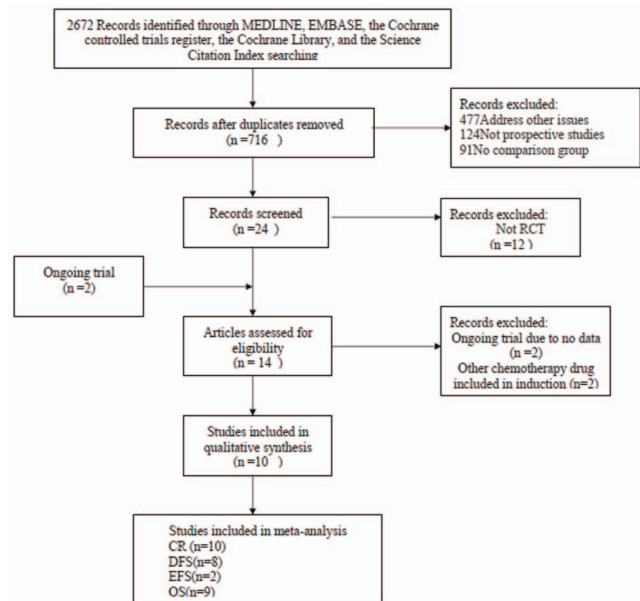 2672 Records identified through MEDLINE, EMBASE, the Cochrane
controlled trials register, the Cochrane Library, and the Science
Citation Index searching
Records after duplicates removed
(n =716 )
Records excluded:
477Address other issues
124Not prospective studies
91No comparison group
Records screened
(n =24 )
Records excluded:
Not RCT
(n =12 )
Ongoing trial
(n =2)
Articles assessed for
eligibility
(n = 14 )
Records excluded:
Ongoing trial due to no data
(n =2)
Other chemotherapy drug
included in induction (n=2)
Studies included in
qualitative synthesis
(n =10 )
Studies included in meta-analysis
CR (n=10)
DFS(n=8)
EFS(n=2)
OS(n=9)